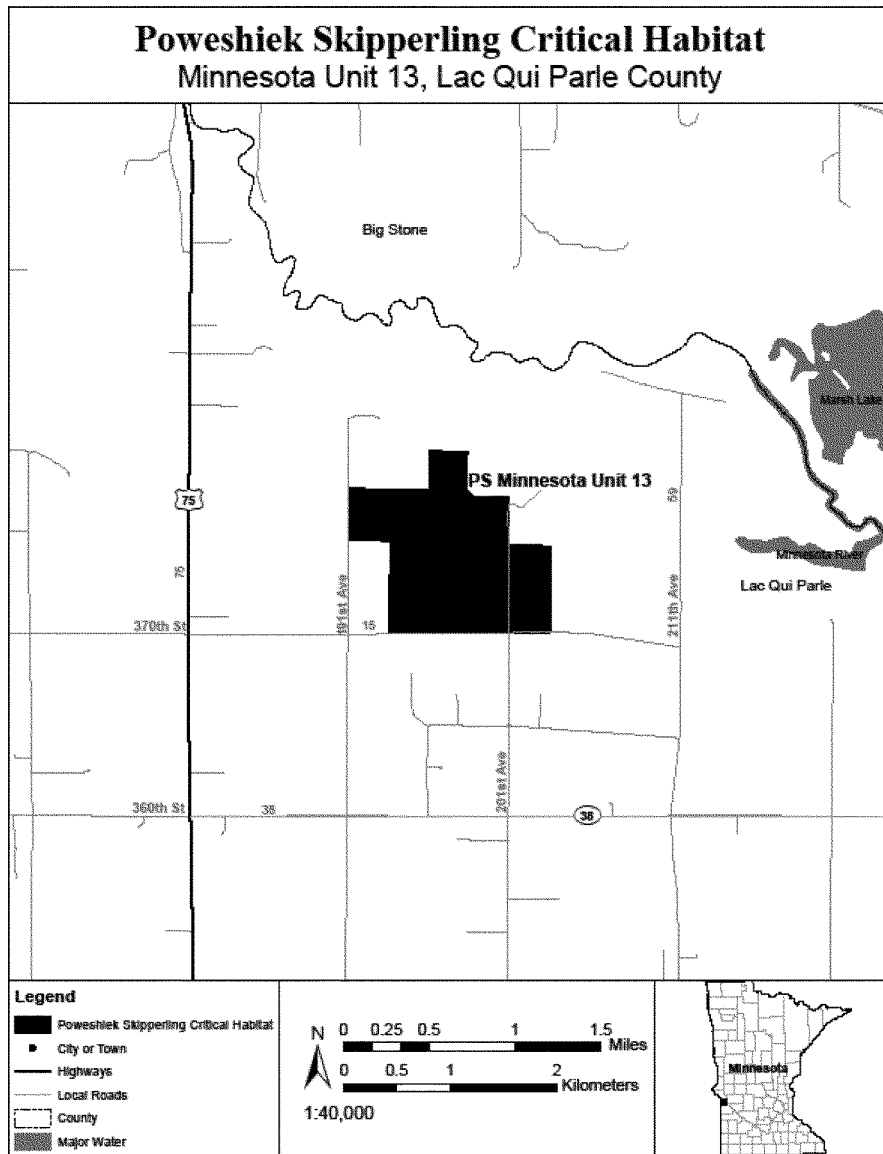 Poweshiek Skipperling Critical Habitat
Minnesota Unit 13, Lac Qui Parle County
Big Stone
Marsh Lake
PS Minnesota Unit 13
75
59
Minnesota River
75
Lac Qui Parle
191st Ave
211th Ave
370th St
15
201st Ave
360th St
38
38
Legend
Poweshiek Skipperling Critical Habitat
City or Town
Highways
Local Roads
County
Major Water
N
0 0.25 0.5 1 1.5
Miles
0 0.5 1 2
Kilometers
1:40,000
Minnesota